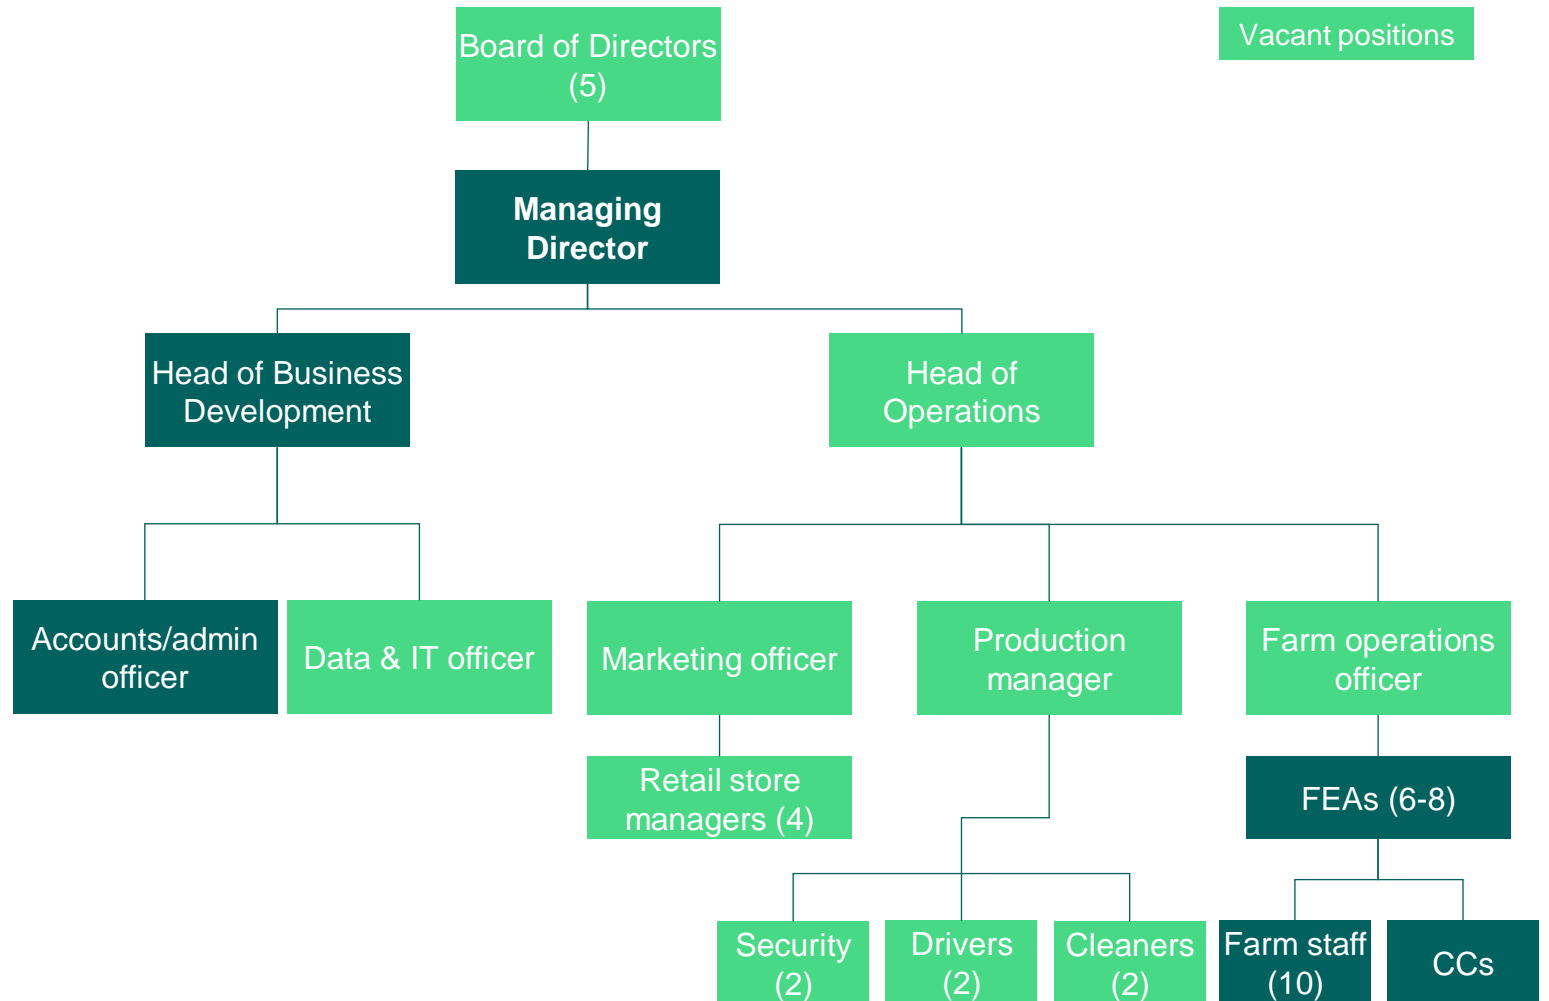 Board of Directors
(5)
Vacant positions
Managing
Director
Head of Business
Development
Head of
Operations
Accounts/admin
officer
Data & IT officer
Marketing officer
Production
manager
Farm operations
officer
Retail store
managers (4)
FEAs (6-8)
Security
(2)
Drivers
(2)
Cleaners
(2)
Farm staff
(10)
CCs